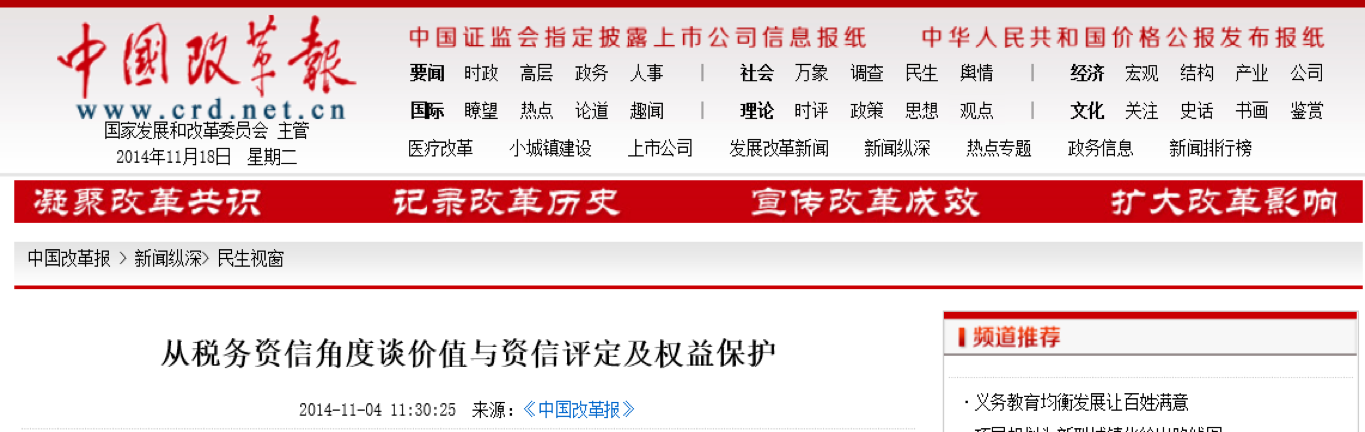 中國改革報
www.crd.net.cn
国家发展和改革委员会 主管
2014年11月18日 星期二
中国证监会指定披露上市公司信息报纸 中华人民共和国价格公报发布报纸
要闻 时政 高层 政务 人事 | 社会 万象 调查 民生 舆情 | 经济 宏观 结构 产业 公司
国际 瞭望 热点 论道 趣闻 | 理论 时评 政策 思想 观点 | 文化 关注 史话 书画 鉴赏
医疗改革 小城镇建设 上市公司 发展改革新闻 新闻纵深 热点专题 政务信息 新闻排行榜
凝聚改革共识 记录改革历史 宣传改革成效 扩大改革影响
中国改革报 > 新闻纵深> 民生视窗
从税务资信角度谈价值与资信评定及权益保护
2014-11-04 11:30:25 来源：《中国改革报》
频道推荐
·义务教育均衡发展让百姓满意